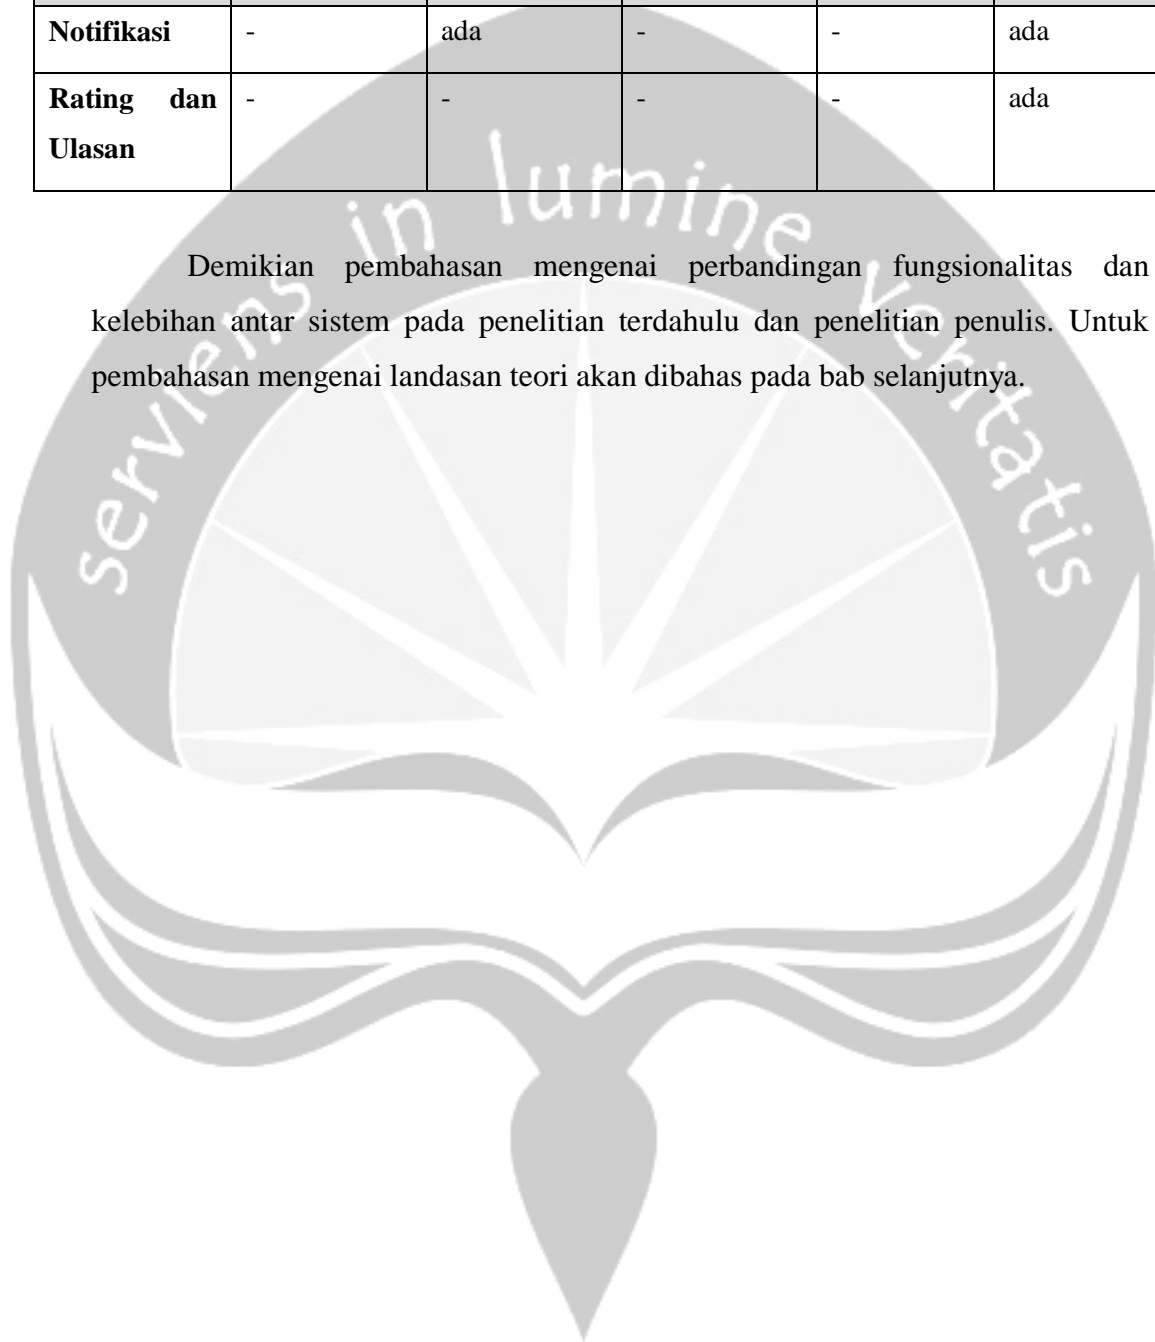 Notifikasi - ada - - ada
Rating dan - - - - ada
Ulasan
serviens in lumine veritatis
Demikian pembahasan mengenai perbandingan fungsionalitas dan
kelebihan antar sistem pada penelitian terdahulu dan penelitian penulis. Untuk
pembahasan mengenai landasan teori akan dibahas pada bab selanjutnya.